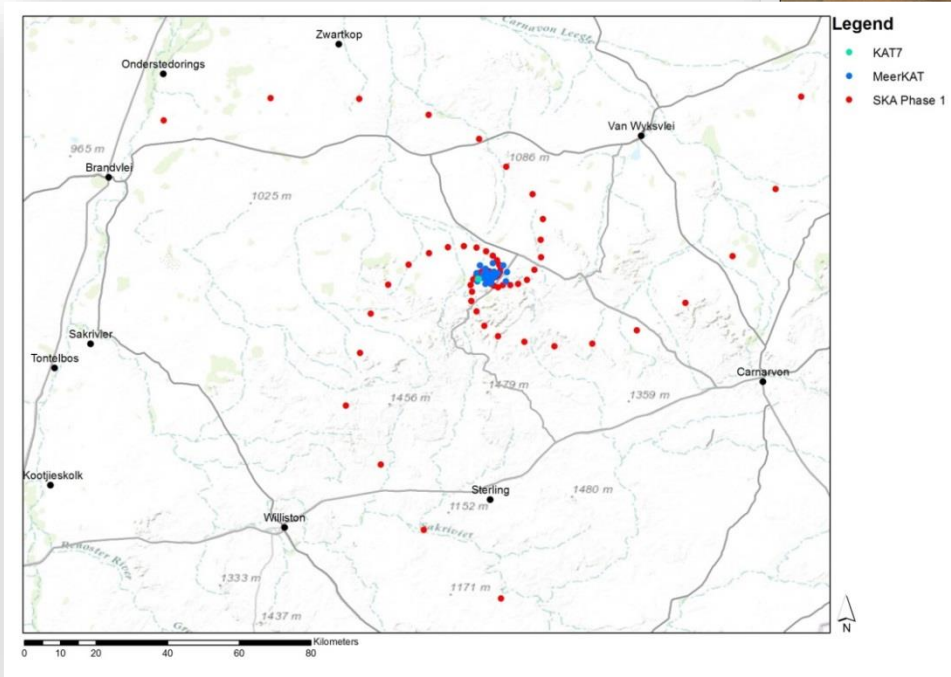 Legend
KAT7
MeerKAT
SKA Phase 1
Carnavon Leegte
Zwartkop
Onderstedorings
Van Wyksvlei
965 m
1086 m
Brandvlei
1025 m
Sakrivier
Tontelbos
Carnarvon
1479 m
1456 m
1359 m
Kootjieskolk
Sterling
1480 m
1152 m
Williston
Sakriviet
Renoster River
1333 m
1171 m
1437 m
N
Kilometers
0 10 20 40 60 80